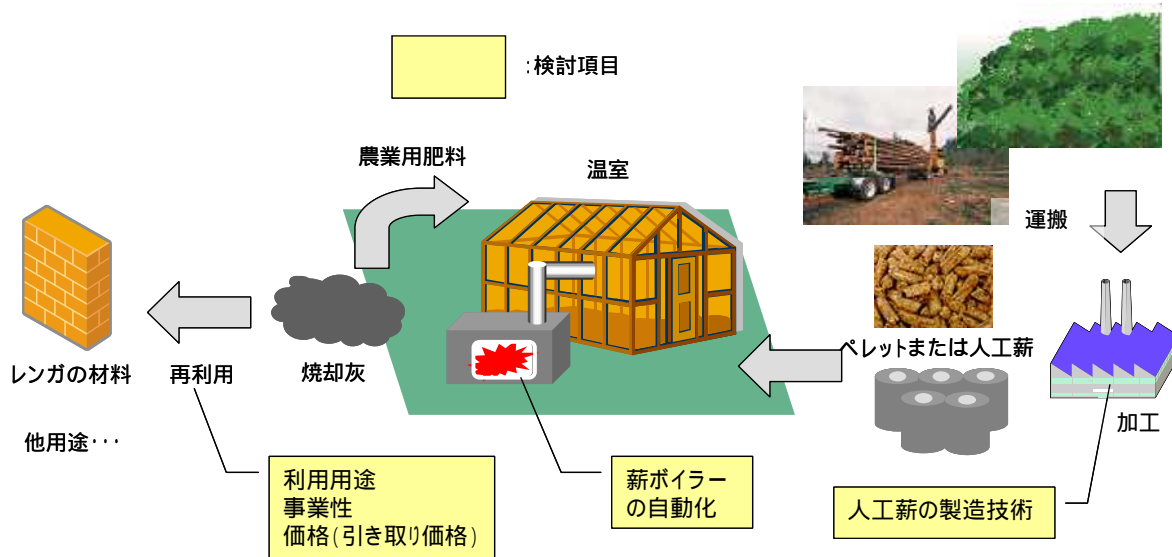 :検討項目
農業用肥料
温室
運搬
ペレットまたは人工薪
レンガの材料
再利用
焼却灰
加工
他用途･･･
利用用途
事業性
価格(引き取り価格)
薪ボイラー
の自動化
人工薪の製造技術